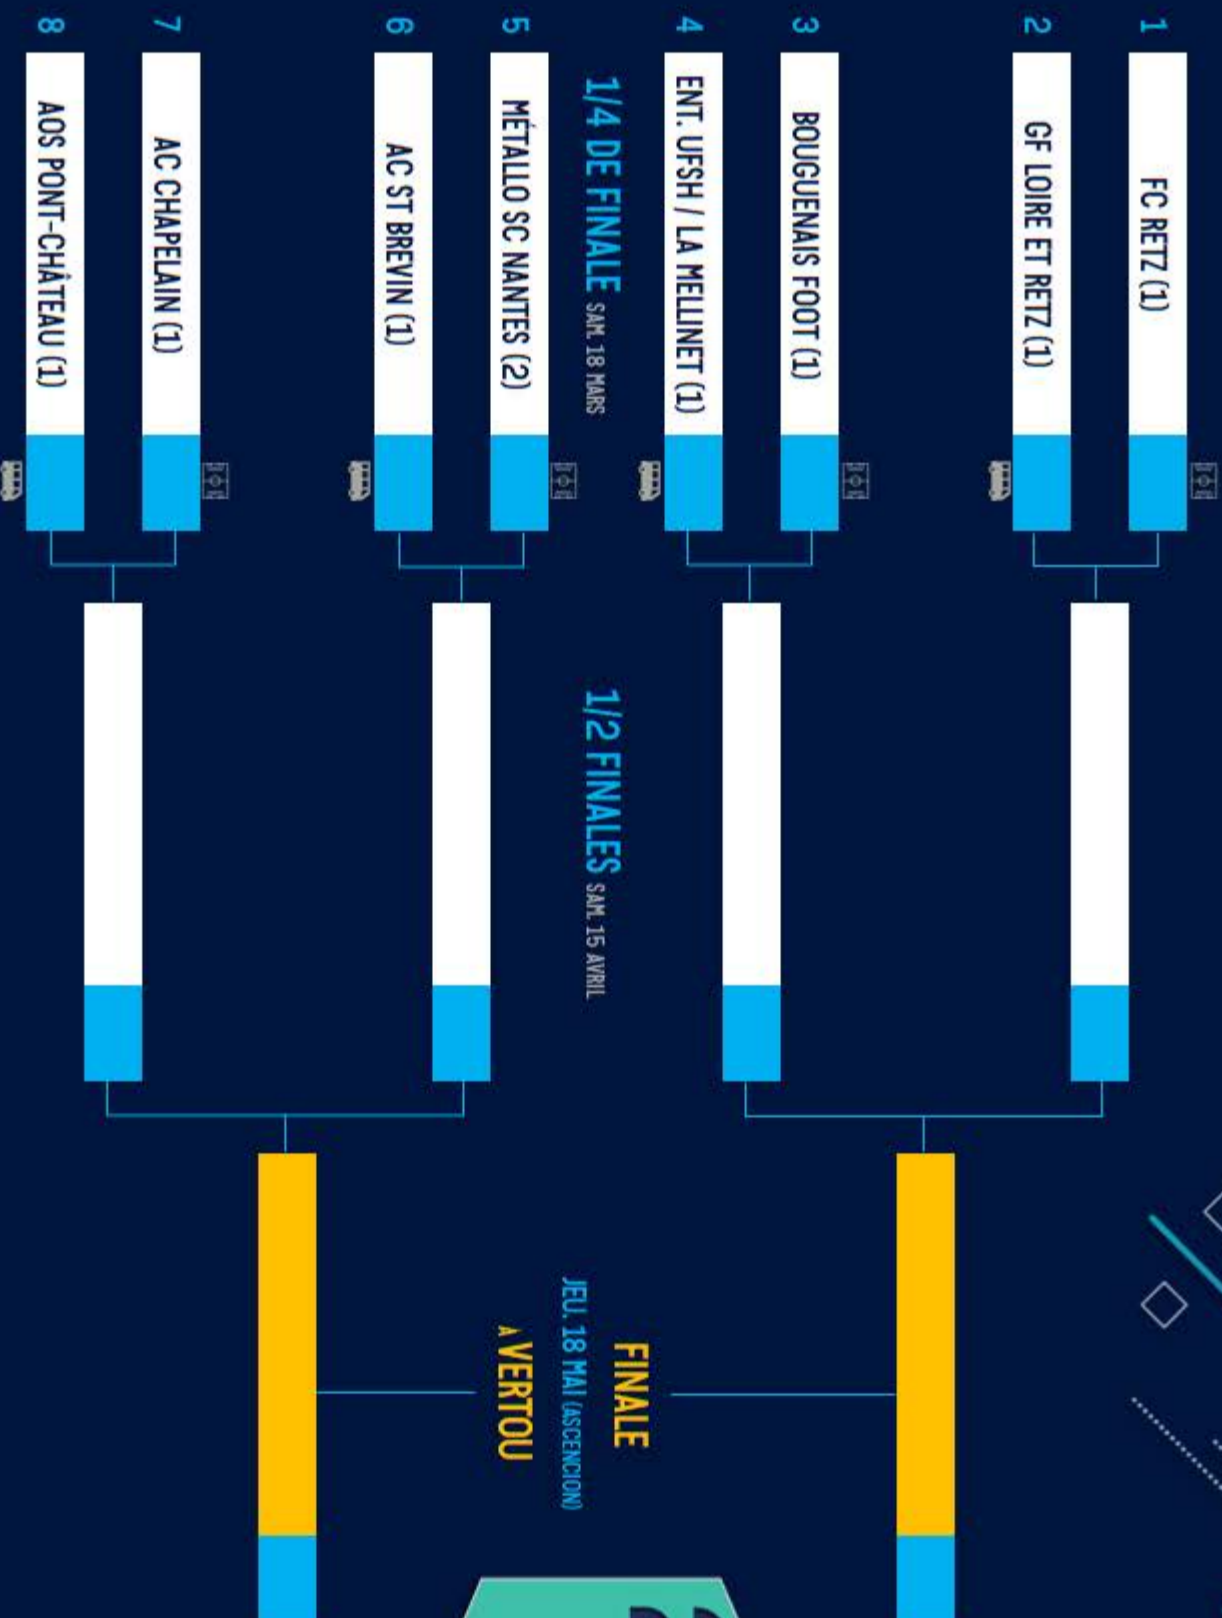 1
FC RETZ (1)
2
GF LOIRE ET RETZ (1)
3
BOUGUENAIS FOOT (1)
4
ENT. UFSH / LA MELLINET (1)
1/4 DE FINALE SAM. 18 MARS
5
MÉTALLO SC NANTES (2)
6
AC ST BREVIN (1)
7
AC CHAPELAIN (1)
8
AOS PONT-CHÂTEAU (1)
1/2 FINALES SAM. 15 AVRIL
FINALE
JEU. 18 MAI (ASCENCION)
À VERTOU